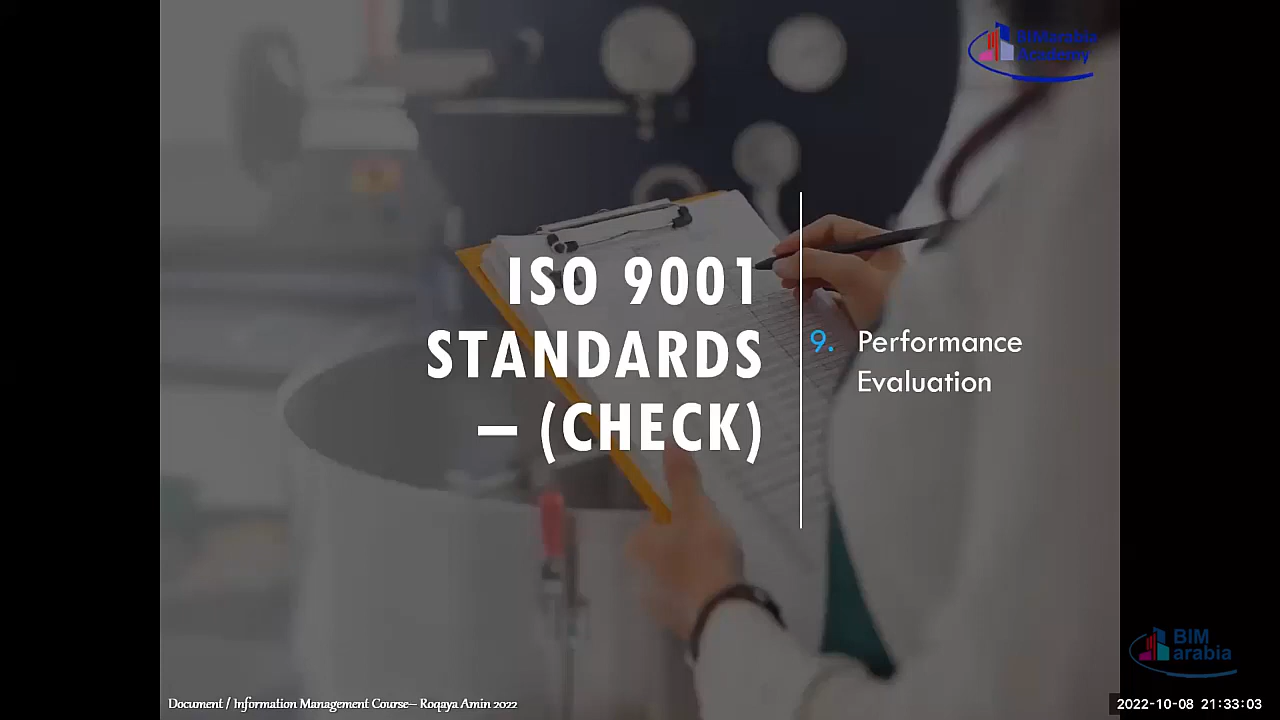 BIMarabia
Academy
ISO 9001
STANDARDS
– (CHECK)
9. Performance
Evaluation
BIM
arabia
Document / Information Management Course– Roqaya Amin 2022
2022-10-08 21:33:03